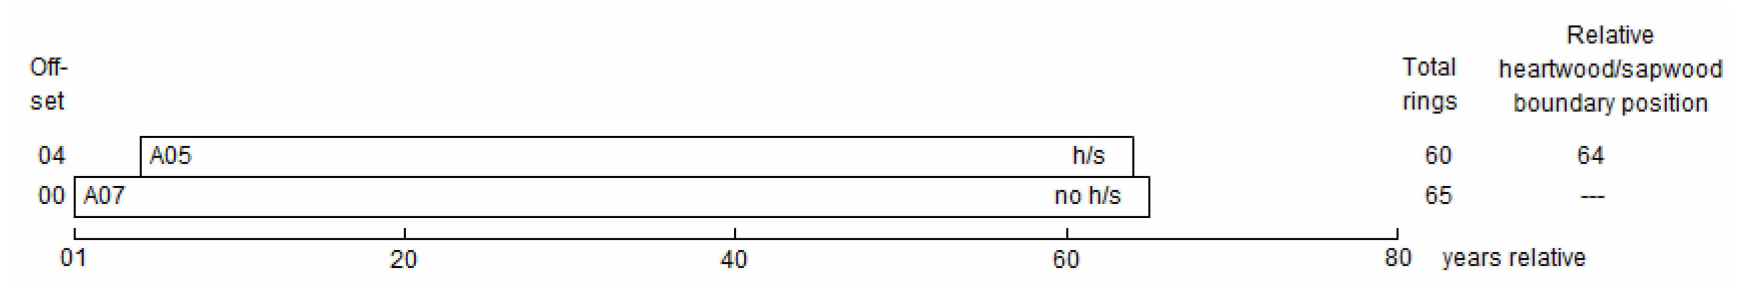 Relative
Off- Total heartwood/sapwood
set rings boundary position
04 A05 h/s 60 64
00 A07 no h/s 65 ---
01 20 40 60 80 years relative